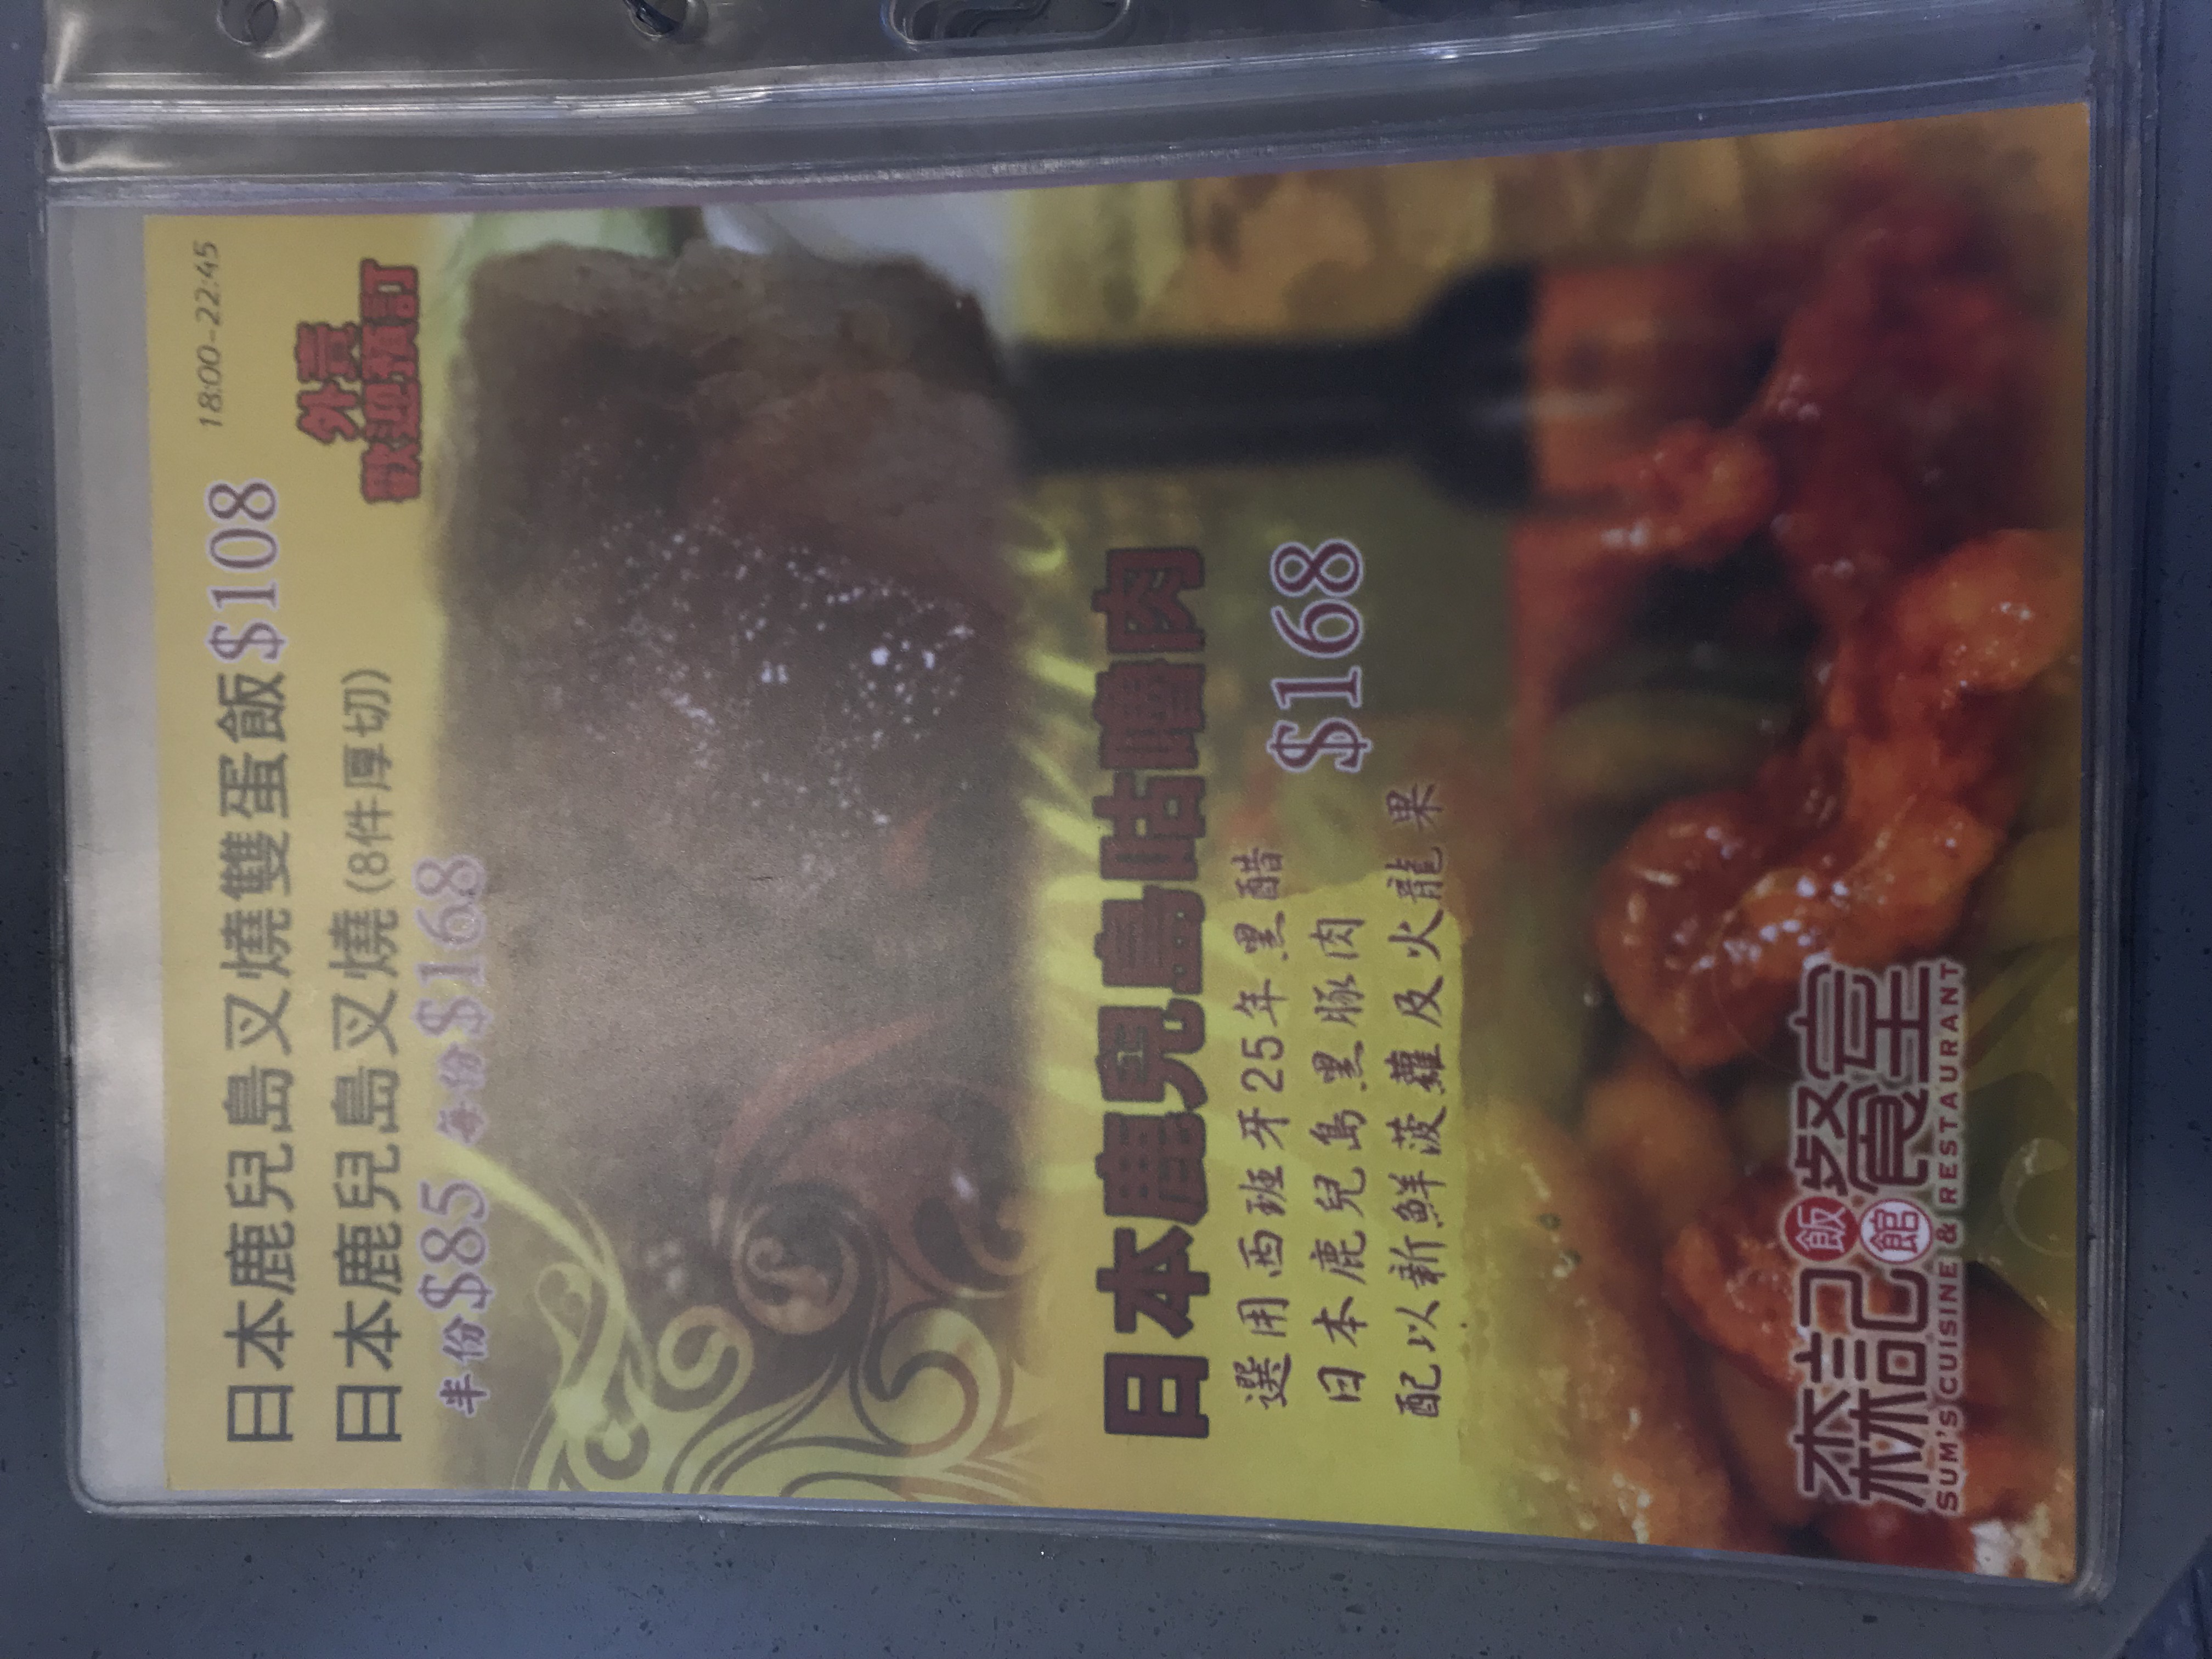 18:00-22:45
日本鹿兒島叉燒雙蛋飯$108
日本鹿兒島叉燒(8件厚切)
外賣
歡迎預訂
半份$85 每份$168
日本鹿兒島咕嚕肉
選用西班牙25年黑醋
日本鹿兒島黑豚肉
配以新鮮菠蘿及火龍果
$168
森記飯館餐室
SUM'S CUISINE & RESTAURANT